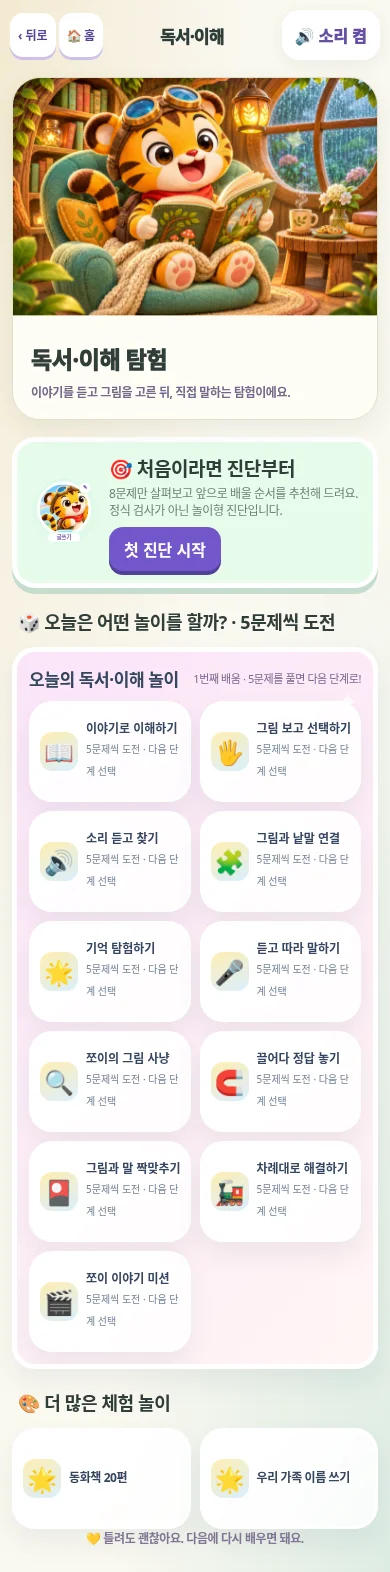 ‹ 뒤로
🏠 홈
독서·이해
🔊 소리 켬
독서·이해 탐험
이야기를 듣고 그림을 고른 뒤, 직접 말하는 탐험이에요.
글쓰기
🎯 처음이라면 진단부터
8문제만 살펴보고 앞으로 배울 순서를 추천해 드려요.
정식 검사가 아닌 놀이형 진단입니다.
첫 진단 시작
🎲 오늘은 어떤 놀이를 할까? · 5문제씩 도전
오늘의 독서·이해 놀이
1번째 배움 · 5문제를 풀면 다음 단계로!
이야기로 이해하기
5문제씩 도전 · 다음 단
계 선택
그림 보고 선택하기
5문제씩 도전 · 다음 단
계 선택
소리 듣고 찾기
5문제씩 도전 · 다음 단
계 선택
그림과 낱말 연결
5문제씩 도전 · 다음 단
계 선택
기억 탐험하기
5문제씩 도전 · 다음 단
계 선택
듣고 따라 말하기
5문제씩 도전 · 다음 단
계 선택
쪼이의 그림 사냥
5문제씩 도전 · 다음 단
계 선택
끌어다 정답 놓기
5문제씩 도전 · 다음 단
계 선택
그림과 말 짝맞추기
5문제씩 도전 · 다음 단
계 선택
차례대로 해결하기
5문제씩 도전 · 다음 단
계 선택
쪼이 이야기 미션
5문제씩 도전 · 다음 단
계 선택
🎨 더 많은 체험 놀이
동화책 20편
우리 가족 이름 쓰기
💛 틀려도 괜찮아요. 다음에 다시 배우면 돼요.